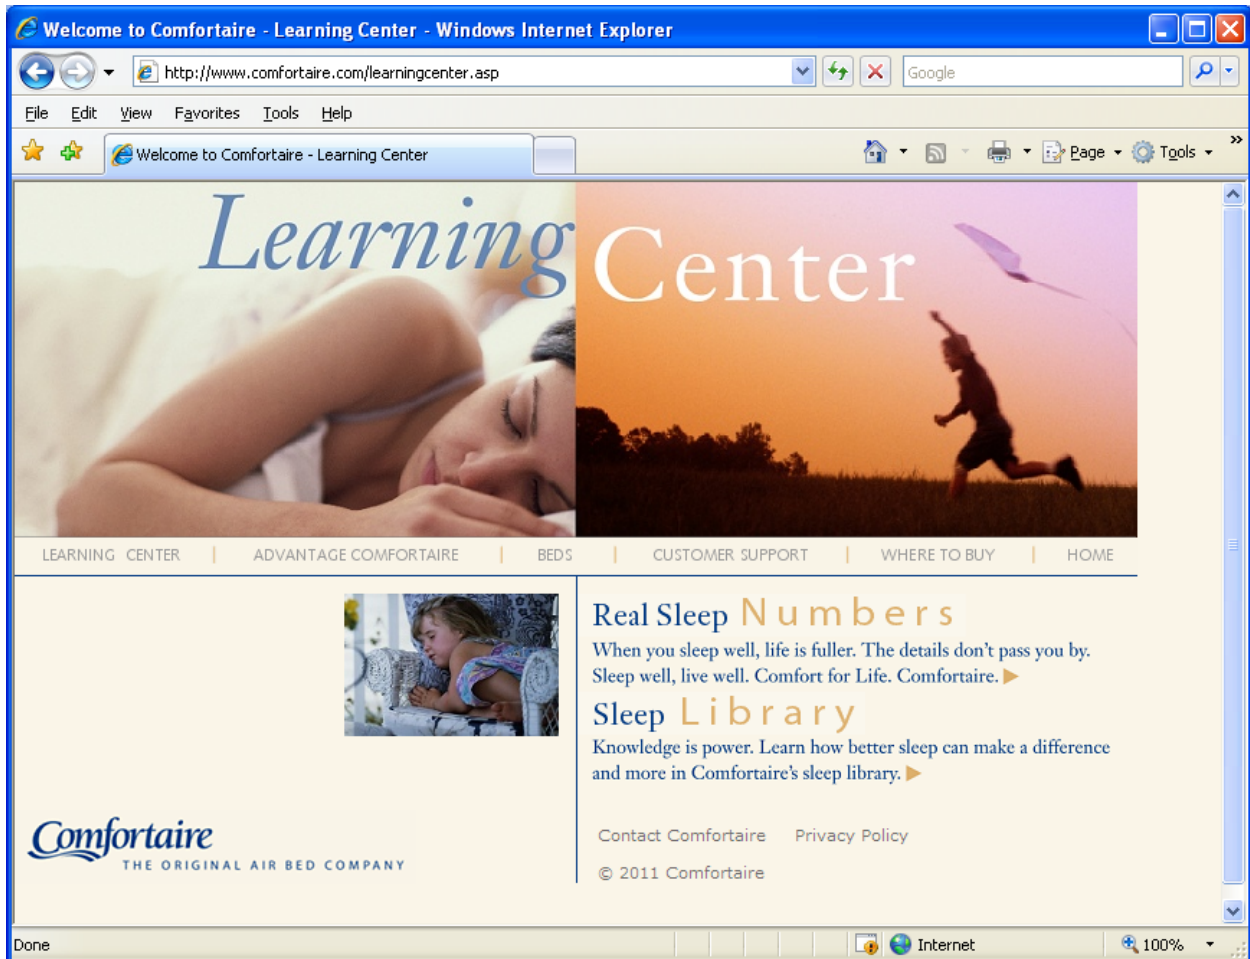 Welcome to Comfortaire - Learning Center - Windows Internet Explorer
http://www.comfortaire.com/learningcenter.asp
Google
File Edit View Favorites Tools Help
Welcome to Comfortaire - Learning Center
Page Tools »
Learning Center
LEARNING CENTER | ADVANTAGE COMFORTAIRE | BEDS | CUSTOMER SUPPORT | WHERE TO BUY | HOME
Real Sleep Numbers
When you sleep well, life is fuller. The details don't pass you by.
Sleep well, live well. Comfort for Life. Comfortaire.
Sleep Library
Knowledge is power. Learn how better sleep can make a difference
and more in Comfortaire's sleep library.
Comfortaire
THE ORIGINAL AIR BED COMPANY
Contact Comfortaire Privacy Policy
© 2011 Comfortaire
Done Internet 100%